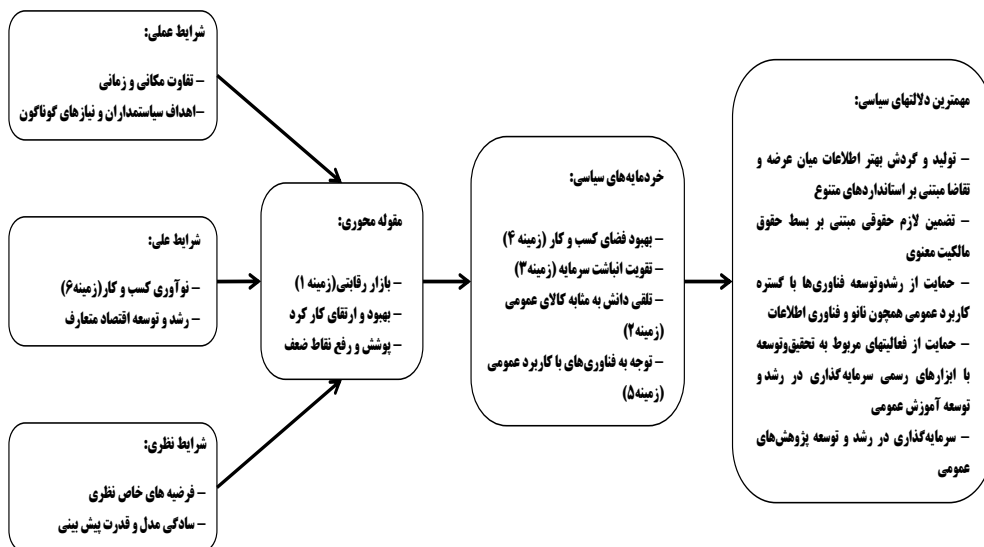 شرایط عملی:
– تفاوت مکانی و زمانی
–اهداف سیاستمداران و نیازهای گوناگون
شرایط علی:
– نوآوری کسب و کار(زمینه۶)
– رشد و توسعه اقتصاد متعارف
شرایط نظری:
– فرضیه های خاص نظری
– سادگی مدل و قدرت پیش بینی
مقوله محوری:
– بازار رقابتی(زمینه ۱)
– بهبود و ارتقای کار کرد
– پوشش و رفع نقاط ضعف
خردمایه‌های سیاسی:
– بهبود فضای کسب و کار (زمینه ۴)
– تقویت انباشت سرمایه (زمینه۳)
– تلقی دانش به مثابه کالای عمومی
(زمینه۲)
– توجه به فناوری‌های با کاربرد عمومی
(زمینه۵)
مهمترین دلالتهای سیاسی:
– تولید و گردش بهتر اطلاعات میان عرضه و
تقاضا مبتنی بر استانداردهای متنوع
– تضمین لازم حقوقی مبتنی بر بسط حقوق
مالکیت معنوی
– حمایت از رشدوتوسعه فناوری‌ها با گستره
کاربرد عمومی همچون نانو و فناوری اطلاعات
– حمایت از فعالیتهای مربوط به تحقیق‌وتوسعه
با ابزارهای رسمی سرمایه‌گذاری در رشد و
توسعه آموزش عمومی
– سرمایه‌گذاری در رشد و توسعه پژوهش‌های
عمومی